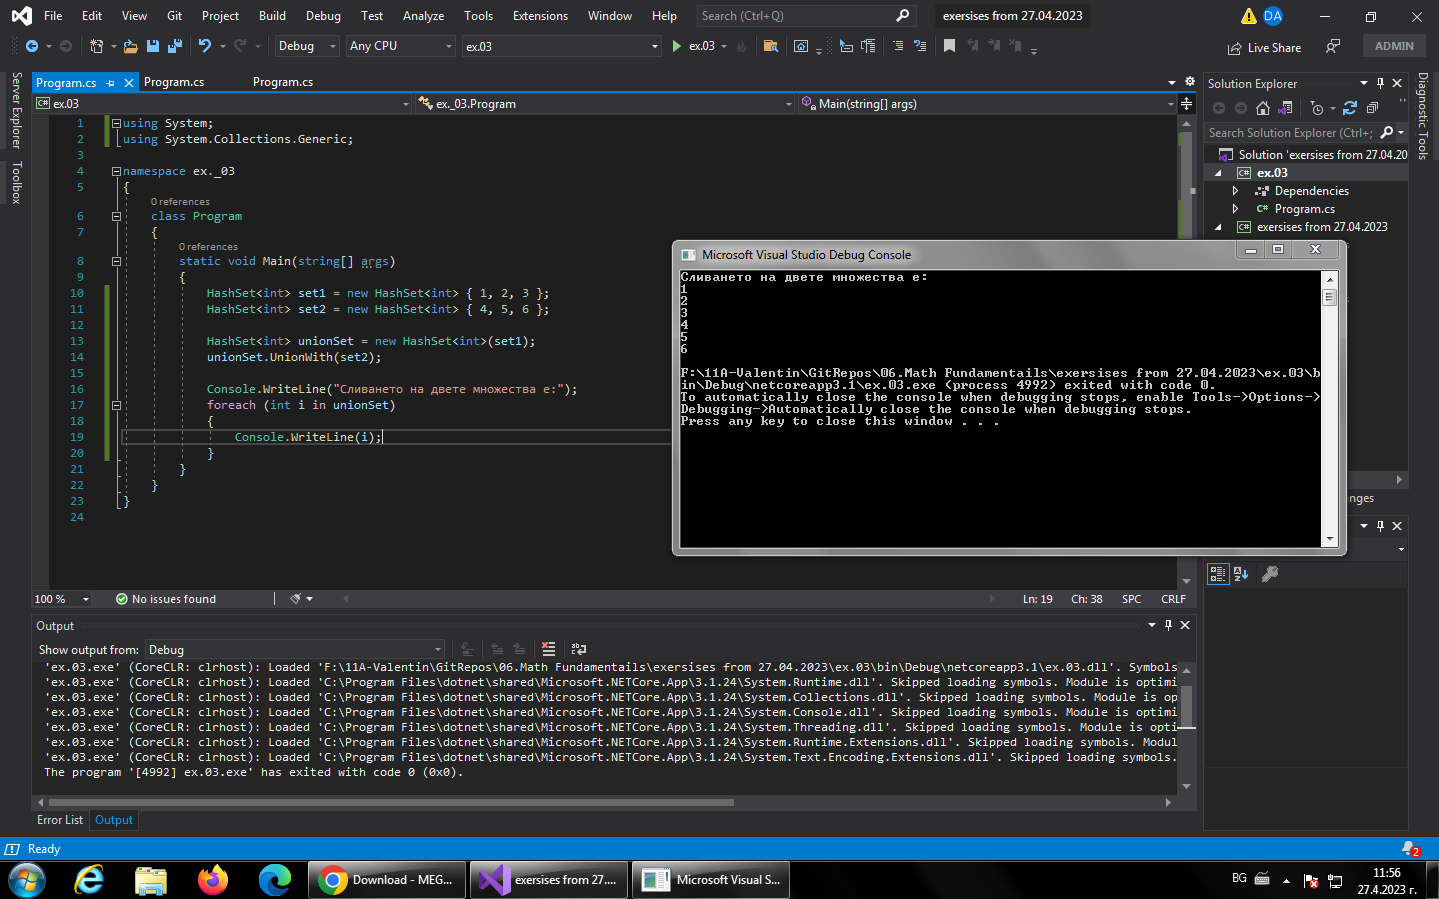 File Edit View Git Project Build Debug Test Analyze Tools Extensions Window Help Search (Ctrl+Q) exersises from 27.04.2023 DA
Debug Any CPU ex.03 ex.03 Live Share ADMIN
Server Explorer
Toolbox
Program.cs Program.cs Program.cs
C# ex.03 ex._03.Program Main(string[] args)
1 using System;
2 using System.Collections.Generic;
3
4 namespace ex._03
5 {
0 references
6 class Program
7 {
0 references
8 static void Main(string[] args)
9 {
10 HashSet<int> set1 = new HashSet<int> { 1, 2, 3 };
11 HashSet<int> set2 = new HashSet<int> { 4, 5, 6 };
12
13 HashSet<int> unionSet = new HashSet<int>(set1);
14 unionSet.UnionWith(set2);
15
16 Console.WriteLine("Сливането на двете множества е:");
17 foreach (int i in unionSet)
18 {
19 Console.WriteLine(i);
20 }
21 }
22 }
23 }
24
100 % No issues found Ln: 19 Ch: 38 SPC CRLF
Microsoft Visual Studio Debug Console
Сливането на двете множества е:
1
2
3
4
5
6
F:\11A-Valentin\GitRepos\06.Math Fundamentails\exersises from 27.04.2023\ex.03\b
in\Debug\netcoreapp3.1\ex.03.exe (process 4992) exited with code 0.
To automatically close the console when debugging stops, enable Tools->Options->
Debugging->Automatically close the console when debugging stops.
Press any key to close this window . . .
Solution Explorer
Search Solution Explorer (Ctrl+;
Solution 'exersises from 27.04.20
C# ex.03
Dependencies
C# Program.cs
C# exersises from 27.04.2023
anges
Diagnostic Tools
Output
Show output from: Debug
'ex.03.exe' (CoreCLR: clrhost): Loaded 'F:\11A-Valentin\GitRepos\06.Math Fundamentails\exersises from 27.04.2023\ex.03\bin\Debug\netcoreapp3.1\ex.03.dll'. Symbols
'ex.03.exe' (CoreCLR: clrhost): Loaded 'C:\Program Files\dotnet\shared\Microsoft.NETCore.App\3.1.24\System.Runtime.dll'. Skipped loading symbols. Module is optimi
'ex.03.exe' (CoreCLR: clrhost): Loaded 'C:\Program Files\dotnet\shared\Microsoft.NETCore.App\3.1.24\System.Collections.dll'. Skipped loading symbols. Module is op
'ex.03.exe' (CoreCLR: clrhost): Loaded 'C:\Program Files\dotnet\shared\Microsoft.NETCore.App\3.1.24\System.Console.dll'. Skipped loading symbols. Module is optimi
'ex.03.exe' (CoreCLR: clrhost): Loaded 'C:\Program Files\dotnet\shared\Microsoft.NETCore.App\3.1.24\System.Threading.dll'. Skipped loading symbols. Module is opti
'ex.03.exe' (CoreCLR: clrhost): Loaded 'C:\Program Files\dotnet\shared\Microsoft.NETCore.App\3.1.24\System.Runtime.Extensions.dll'. Skipped loading symbols. Modul
'ex.03.exe' (CoreCLR: clrhost): Loaded 'C:\Program Files\dotnet\shared\Microsoft.NETCore.App\3.1.24\System.Text.Encoding.Extensions.dll'. Skipped loading symbols.
The program '[4992] ex.03.exe' has exited with code 0 (0x0).
Error List Output
Ready 2
Download - MEG... exersises from 27.... Microsoft Visual S... BG 11:56
27.4.2023 г.